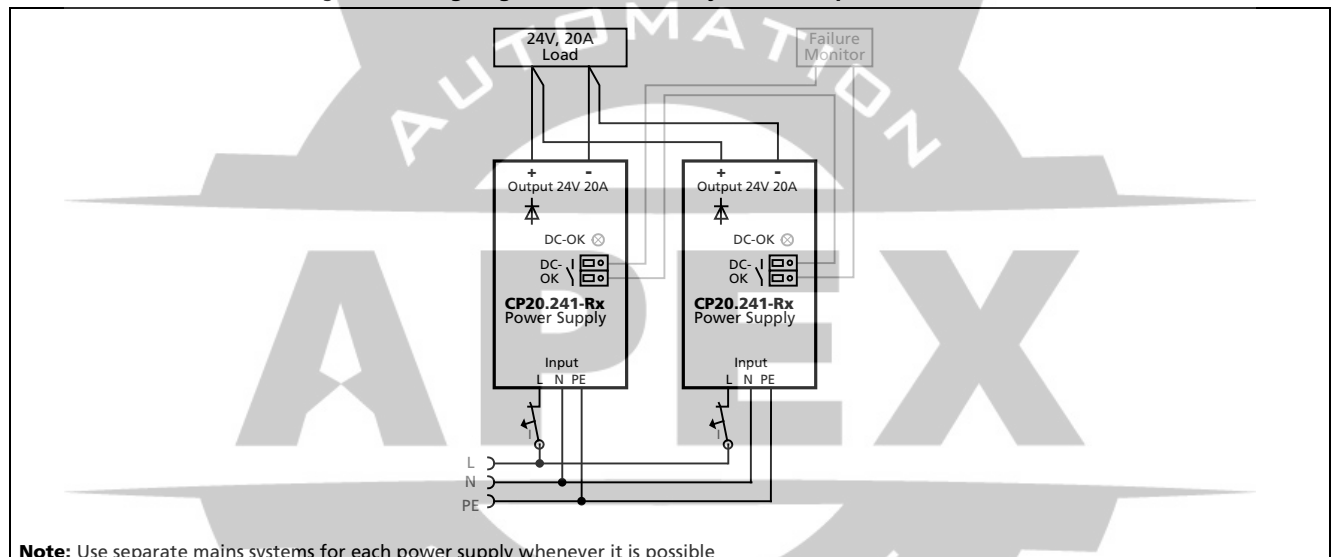 24V, 20A
Load
Failure
Monitor
+ -
Output 24V 20A
DC-OK
DC-
OK
CP20.241-Rx
Power Supply
Input
L N PE
I
+ -
Output 24V 20A
DC-OK
DC-
OK
CP20.241-Rx
Power Supply
Input
L N PE
I
L
N
PE
Note: Use separate mains systems for each power supply whenever it is possible
AUTOMATION
APEX